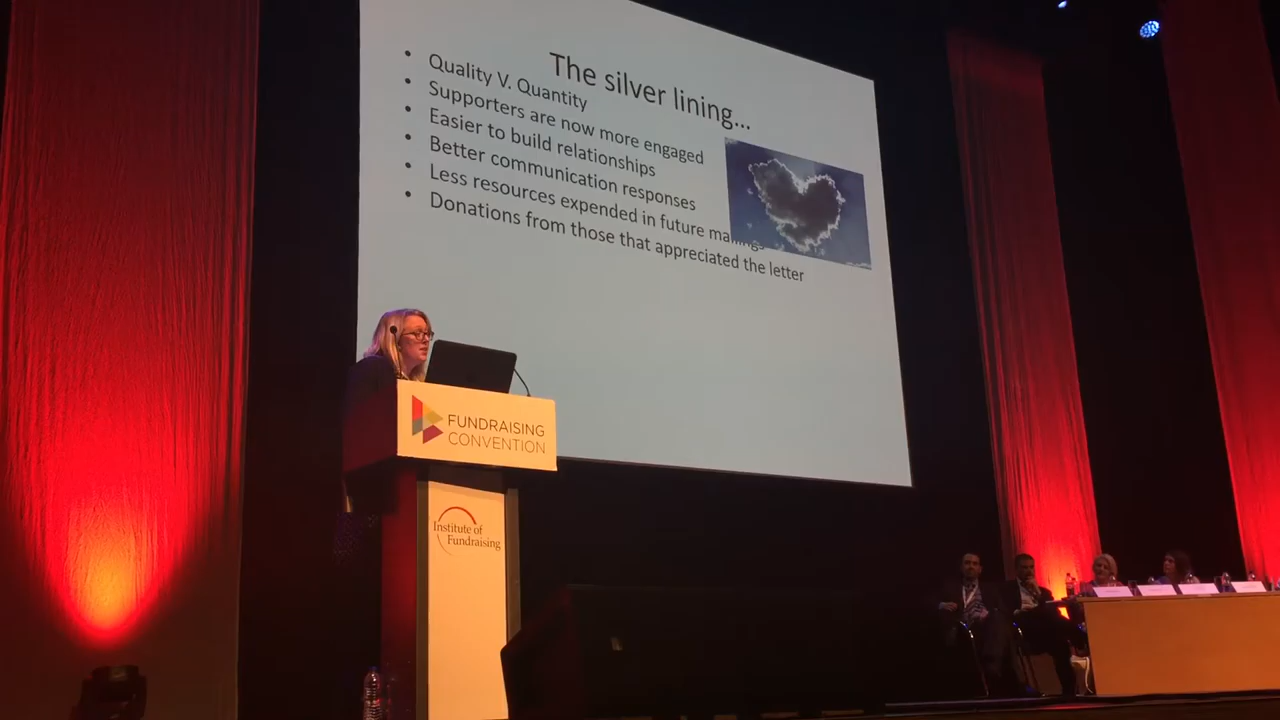 The silver lining...
• Quality V. Quantity
• Supporters are now more engaged
• Easier to build relationships
• Better communication responses
• Less resources expended in future mailings
• Donations from those that appreciated the letter
FUNDRAISING
CONVENTION
Institute of
Fundraising